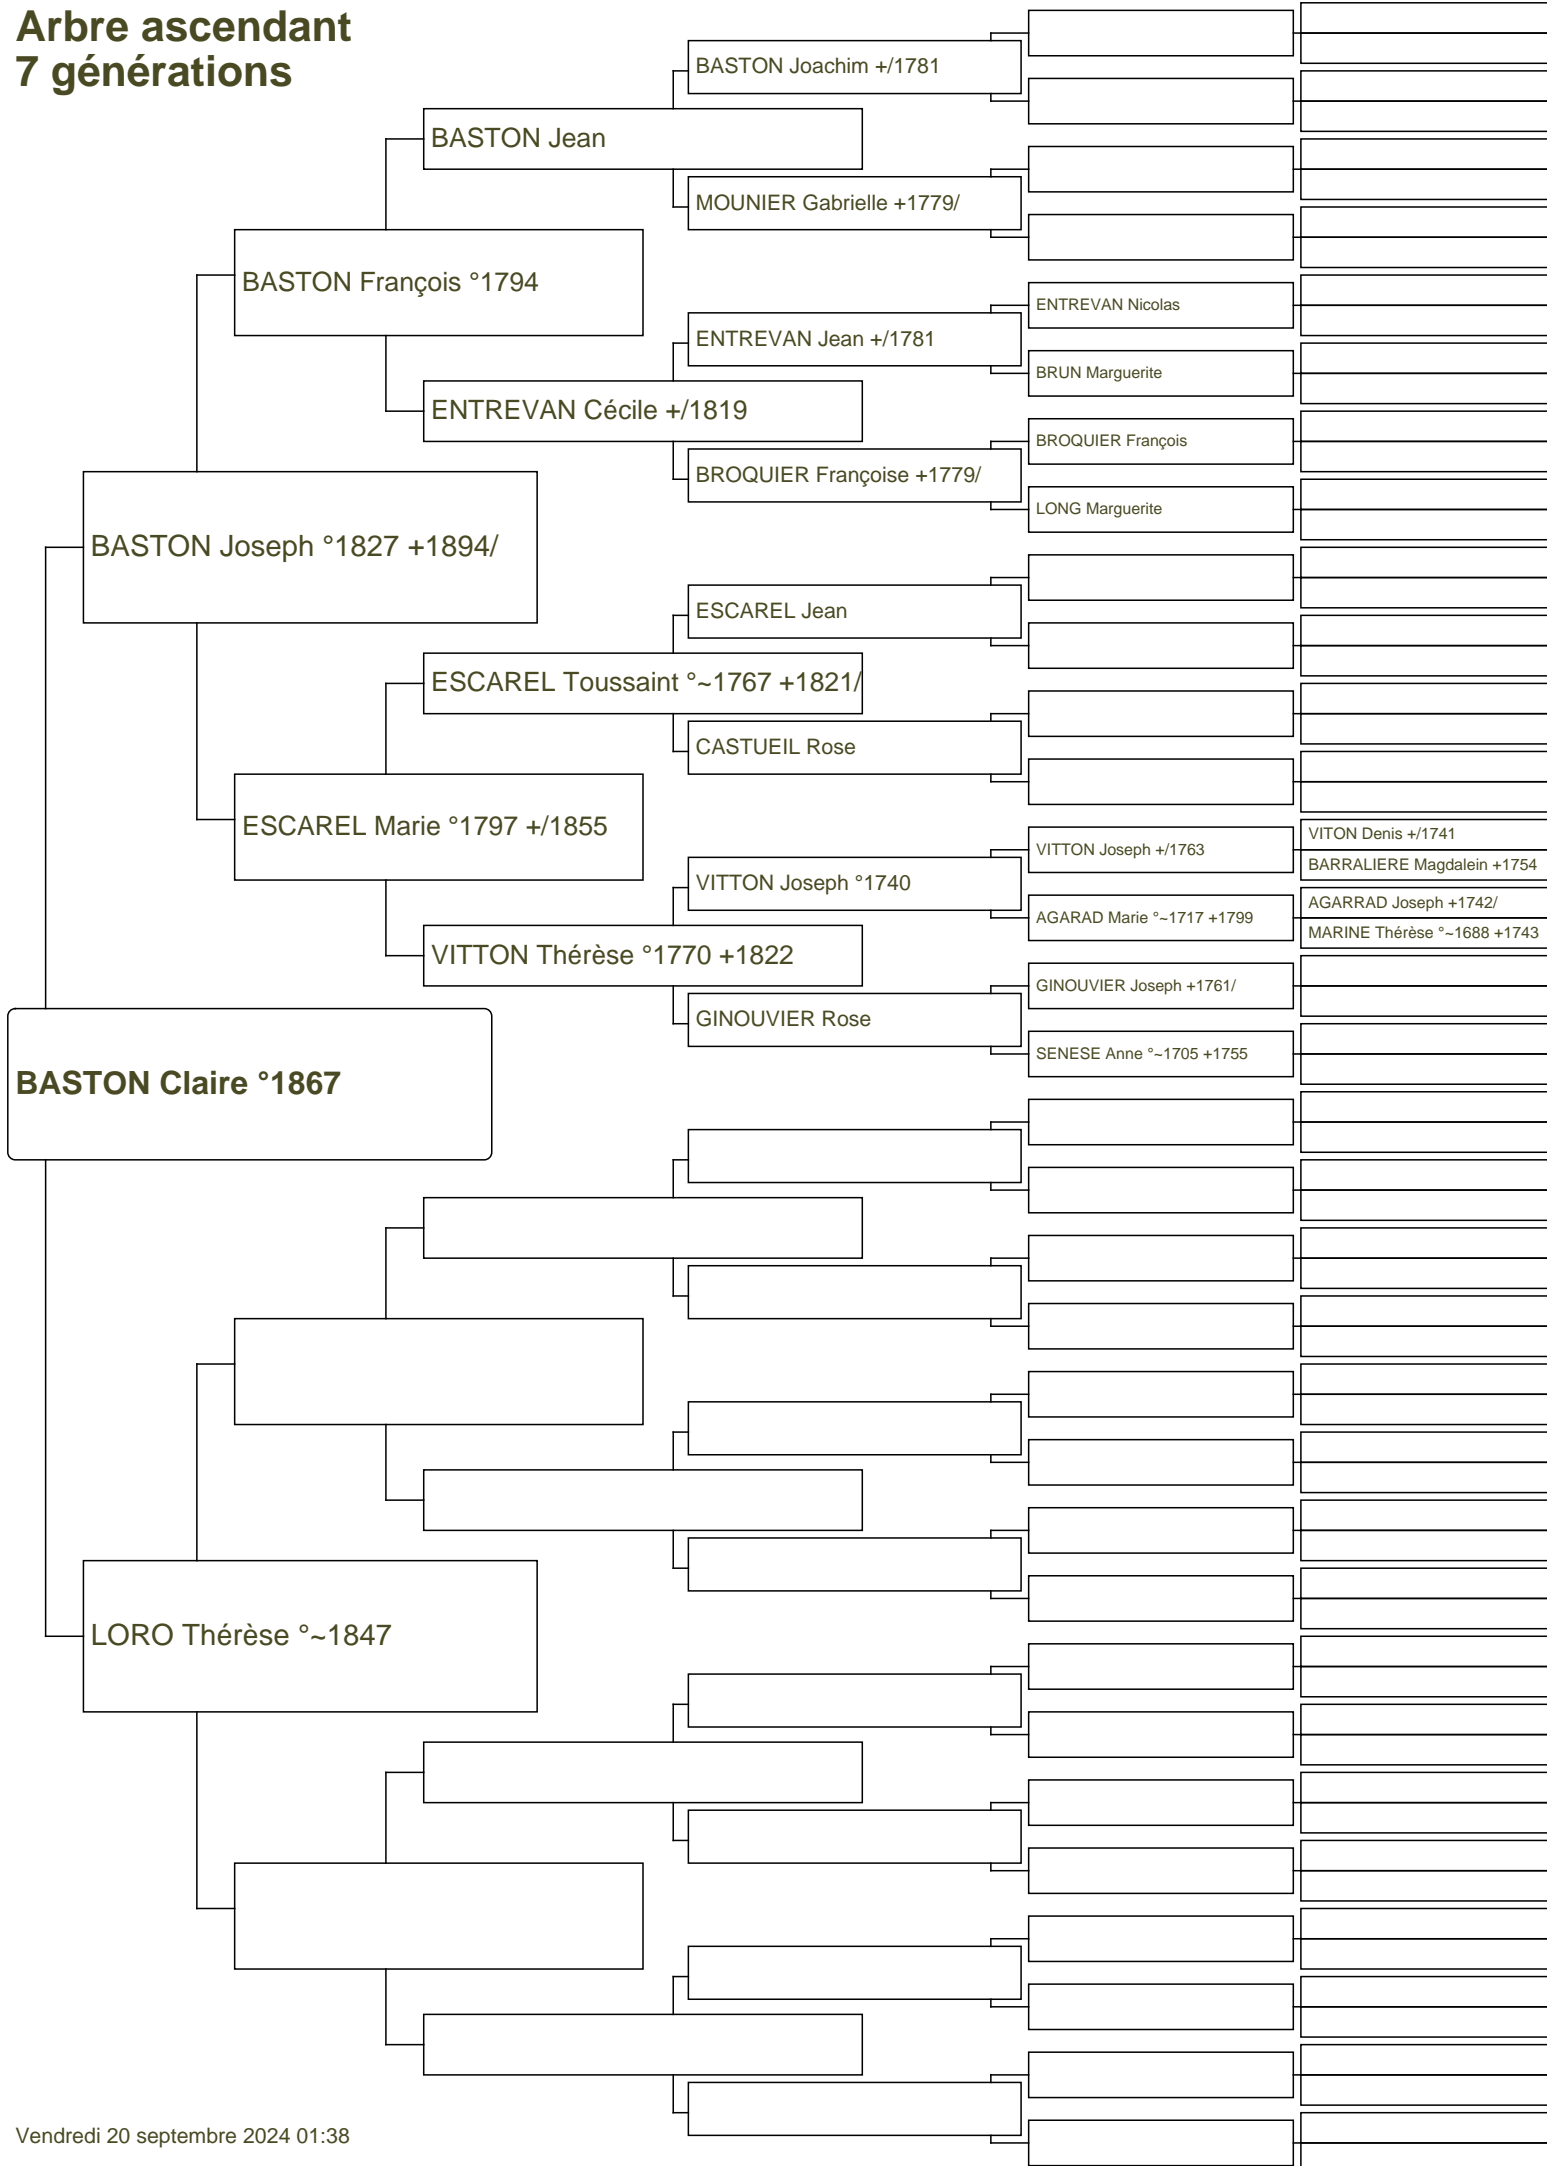 Arbre ascendant
7 générations
BASTON Joachim +/1781
BASTON Jean
MOUNIER Gabrielle +1779/
BASTON François °1794
ENTREVAN Nicolas
ENTREVAN Jean +/1781
BRUN Marguerite
ENTREVAN Cécile +/1819
BROQUIER François
BROQUIER Françoise +1779/
LONG Marguerite
BASTON Joseph °1827 +1894/
ESCAREL Jean
ESCAREL Toussaint °~1767 +1821/
CASTUEIL Rose
ESCAREL Marie °1797 +/1855
VITON Denis +/1741
VITTON Joseph +/1763
BARRALIERE Magdalein +1754
VITTON Joseph °1740
AGARRAD Joseph +1742/
AGARAD Marie °~1717 +1799
MARINE Thérèse °~1688 +1743
VITTON Thérèse °1770 +1822
GINOUVIER Joseph +1761/
GINOUVIER Rose
SENESE Anne °~1705 +1755
BASTON Claire °1867
LORO Thérèse °~1847
Vendredi 20 septembre 2024 01:38